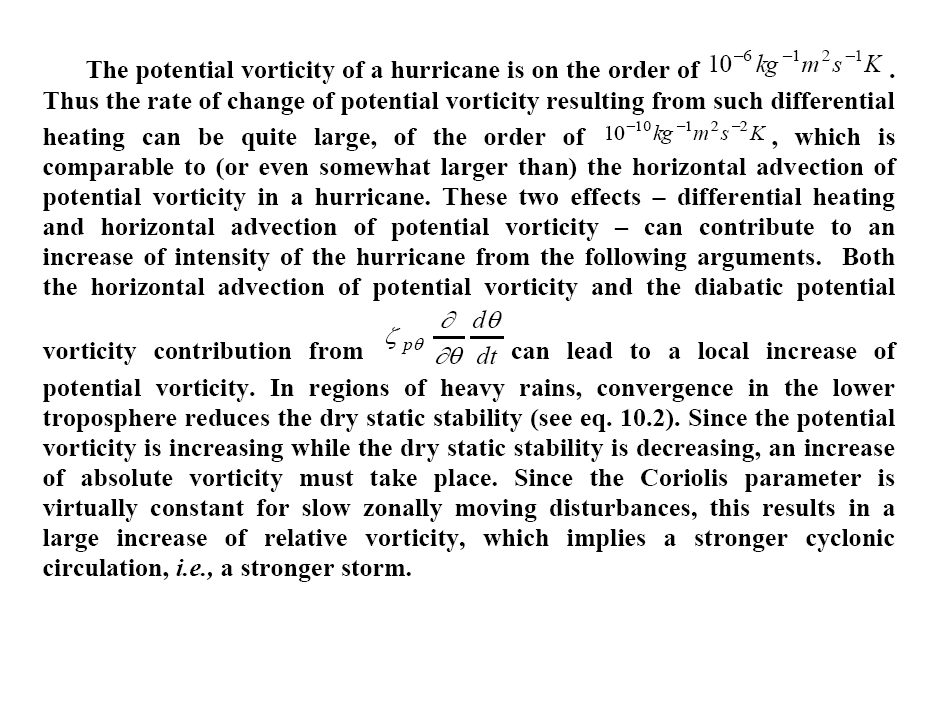 The potential vorticity of a hurricane is on the order of 10⁻⁶ kg⁻¹m²s⁻¹K .
Thus the rate of change of potential vorticity resulting from such differential
heating can be quite large, of the order of 10⁻¹⁰kg⁻¹m²s⁻²K , which is
comparable to (or even somewhat larger than) the horizontal advection of
potential vorticity in a hurricane. These two effects – differential heating
and horizontal advection of potential vorticity – can contribute to an
increase of intensity of the hurricane from the following arguments. Both
the horizontal advection of potential vorticity and the diabatic potential
vorticity contribution from ζ_{pθ} ∂/∂θ dθ/dt can lead to a local increase of
potential vorticity. In regions of heavy rains, convergence in the lower
troposphere reduces the dry static stability (see eq. 10.2). Since the potential
vorticity is increasing while the dry static stability is decreasing, an increase
of absolute vorticity must take place. Since the Coriolis parameter is
virtually constant for slow zonally moving disturbances, this results in a
large increase of relative vorticity, which implies a stronger cyclonic
circulation, i.e., a stronger storm.